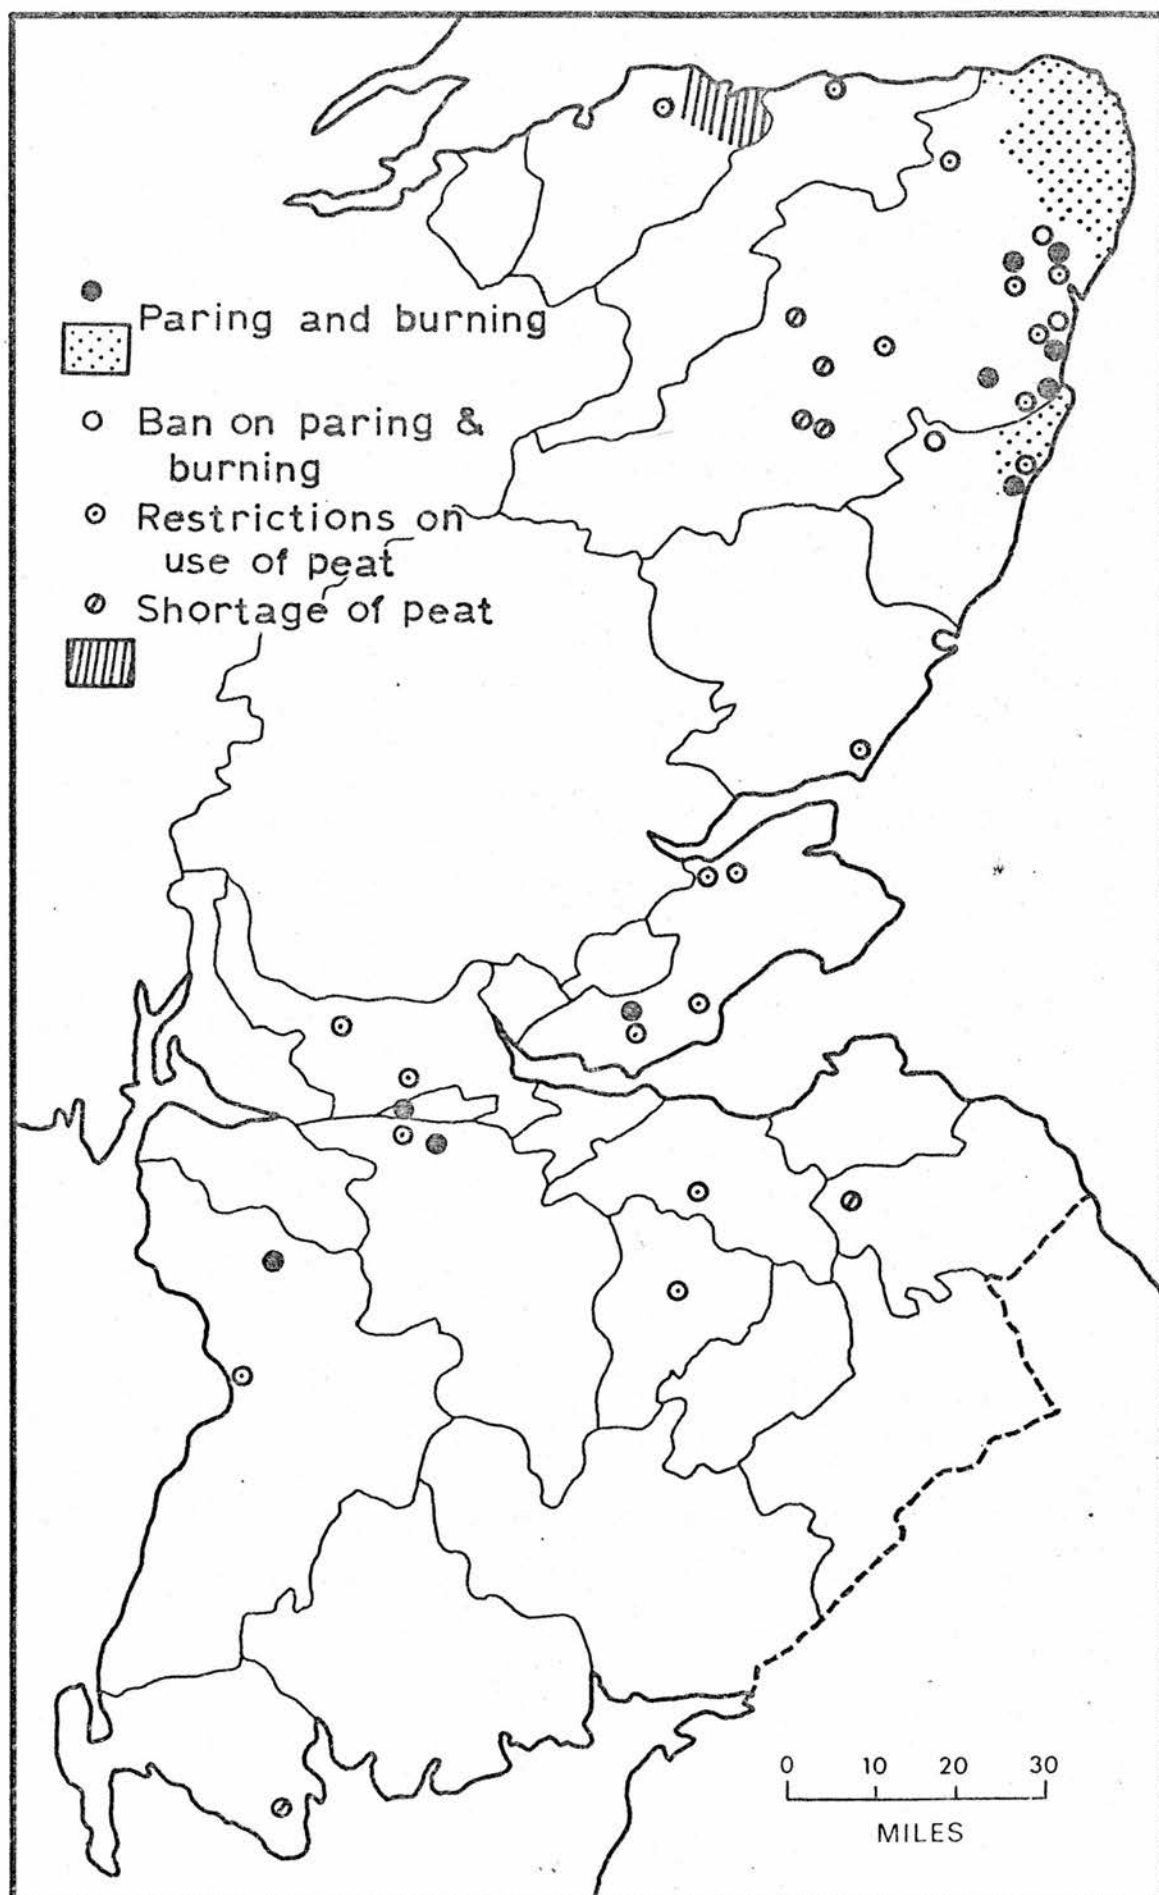 Paring and burning
Ban on paring &
burning
Restrictions on
use of peat
Shortage of peat
0 10 20 30
MILES